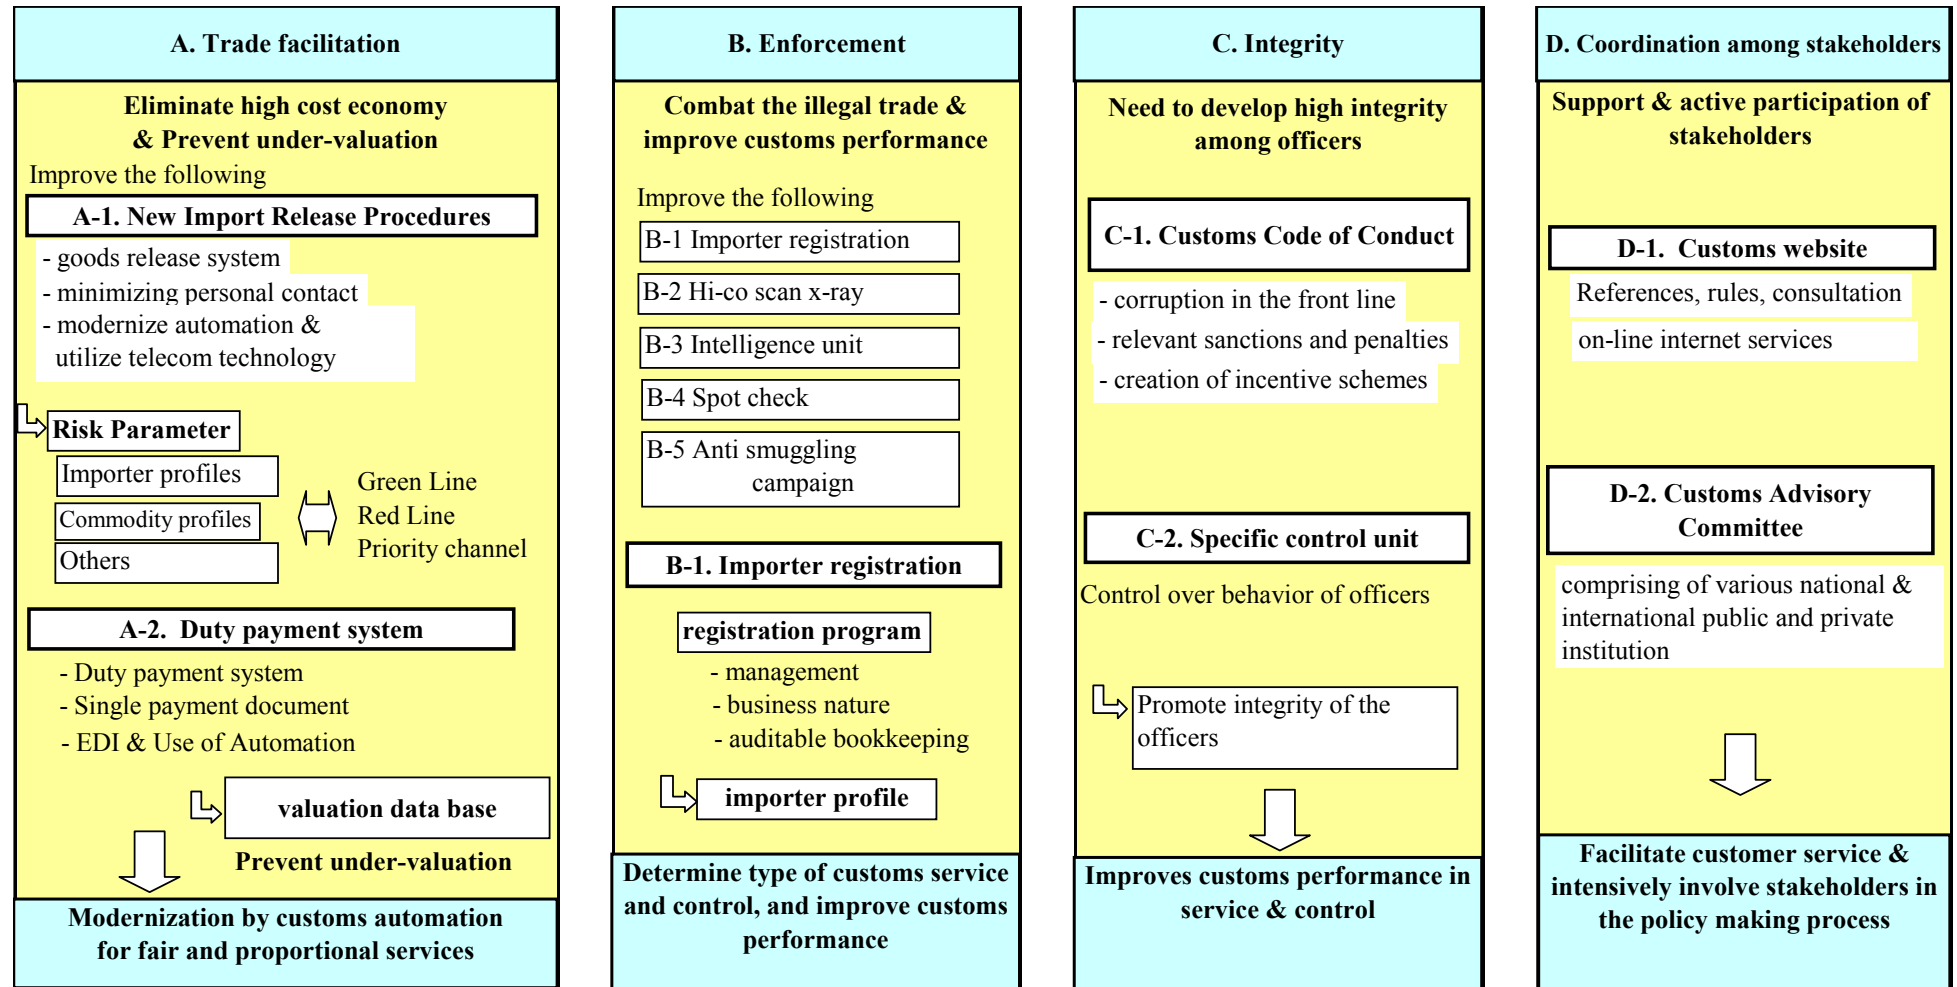 A. Trade facilitation
Eliminate high cost economy
& Prevent under-valuation
Improve the following
A-1. New Import Release Procedures
- goods release system
- minimizing personal contact
- modernize automation &
utilize telecom technology
Risk Parameter
Importer profiles
Commodity profiles
Others
Green Line
Red Line
Priority channel
A-2. Duty payment system
- Duty payment system
- Single payment document
- EDI & Use of Automation
valuation data base
Prevent under-valuation
Modernization by customs automation
for fair and proportional services
B. Enforcement
Combat the illegal trade &
improve customs performance
Improve the following
B-1 Importer registration
B-2 Hi-co scan x-ray
B-3 Intelligence unit
B-4 Spot check
B-5 Anti smuggling
campaign
B-1. Importer registration
registration program
- management
- business nature
- auditable bookkeeping
importer profile
Determine type of customs service
and control, and improve customs
performance
C. Integrity
Need to develop high integrity
among officers
C-1. Customs Code of Conduct
- corruption in the front line
- relevant sanctions and penalties
- creation of incentive schemes
C-2. Specific control unit
Control over behavior of officers
Promote integrity of the
officers
Improves customs performance in
service & control
D. Coordination among stakeholders
Support & active participation of
stakeholders
D-1. Customs website
References, rules, consultation
on-line internet services
D-2. Customs Advisory
Committee
comprising of various national &
international public and private
institution
Facilitate customer service &
intensively involve stakeholders in
the policy making process